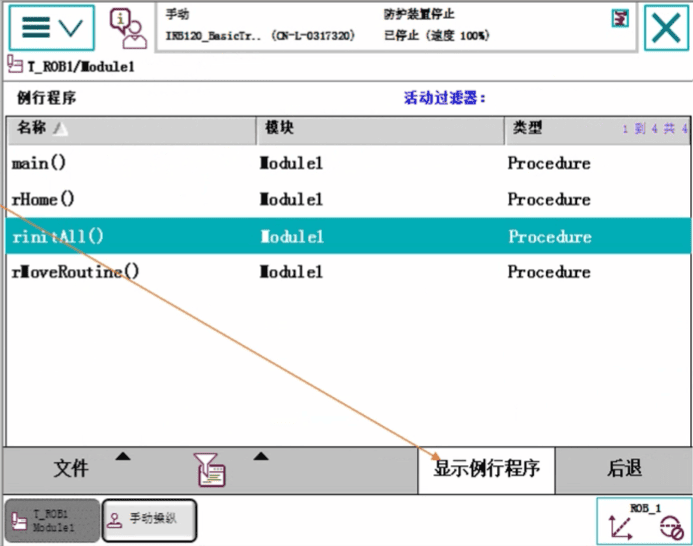 手动
防护装置停止
IRB120_BasicTr.. (CN-L-0317320)
已停止 (速度 100%)
T_ROB1/Module1
例行程序
活动过滤器：
名称 模块 类型 1 到 4 共 4
main() Module1 Procedure
rHome() Module1 Procedure
rinitAll() Module1 Procedure
rMoveRoutine() Module1 Procedure
文件 显示例行程序 后退
T_ROB1
Module1
手动操纵
ROB_1